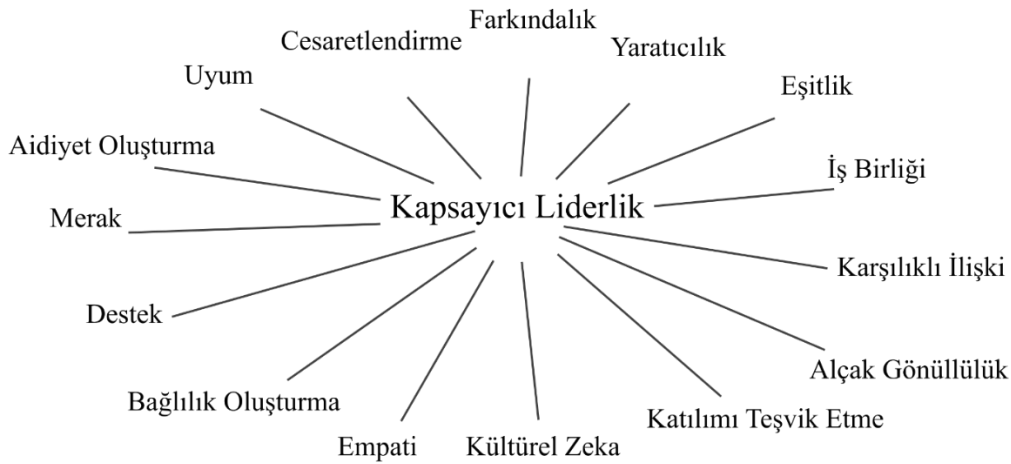 Farkındalık
Cesaretlendirme
Yaratıcılık
Uyum
Eşitlik
Aidiyet Oluşturma
İş Birliği
Merak
Kapsayıcı Liderlik
Karşılıklı İlişki
Destek
Alçak Gönüllülük
Bağlılık Oluşturma
Katılımı Teşvik Etme
Empati
Kültürel Zeka